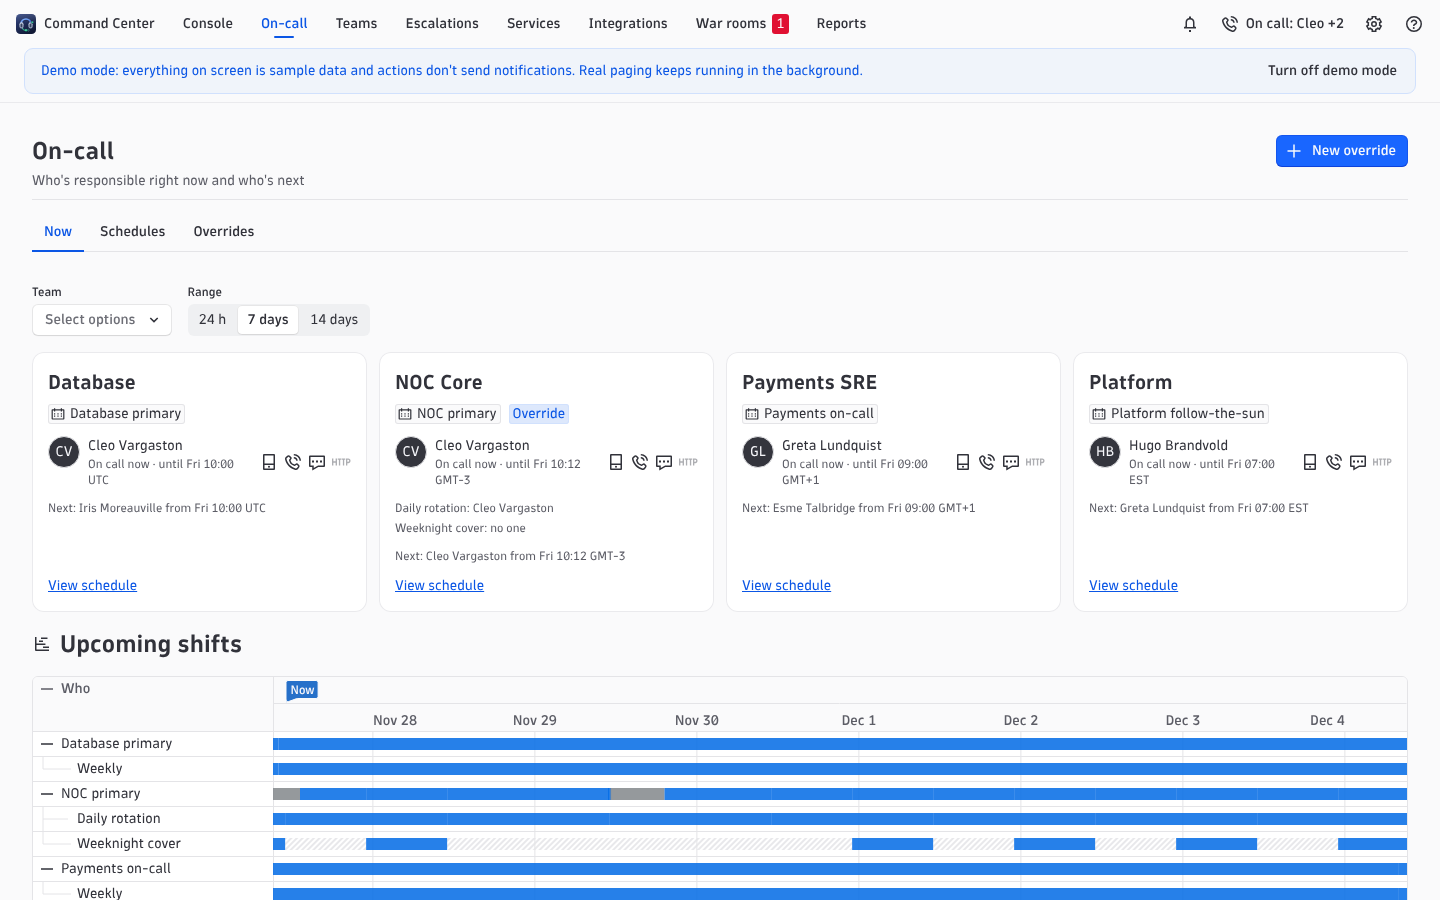 Command Center Console On-call Teams Escalations Services Integrations War rooms 1 Reports On call: Cleo +2
Demo mode: everything on screen is sample data and actions don't send notifications. Real paging keeps running in the background. Turn off demo mode
On-call
New override
Who's responsible right now and who's next
Now Schedules Overrides
Team Range
Select options 24 h 7 days 14 days
Database
Database primary
CV Cleo Vargaston
On call now · until Fri 10:00
UTC
HTTP
Next: Iris Moreauville from Fri 10:00 UTC
View schedule
NOC Core
NOC primary Override
CV Cleo Vargaston
On call now · until Fri 10:12
GMT-3
HTTP
Daily rotation: Cleo Vargaston
Weeknight cover: no one
Next: Cleo Vargaston from Fri 10:12 GMT-3
View schedule
Payments SRE
Payments on-call
GL Greta Lundquist
On call now · until Fri 09:00
GMT+1
HTTP
Next: Esme Talbridge from Fri 09:00 GMT+1
View schedule
Platform
Platform follow-the-sun
HB Hugo Brandvold
On call now · until Fri 07:00
EST
HTTP
Next: Greta Lundquist from Fri 07:00 EST
View schedule
Upcoming shifts
Who Now
Nov 28 Nov 29 Nov 30 Dec 1 Dec 2 Dec 3 Dec 4
Database primary
Weekly
NOC primary
Daily rotation
Weeknight cover
Payments on-call
Weekly